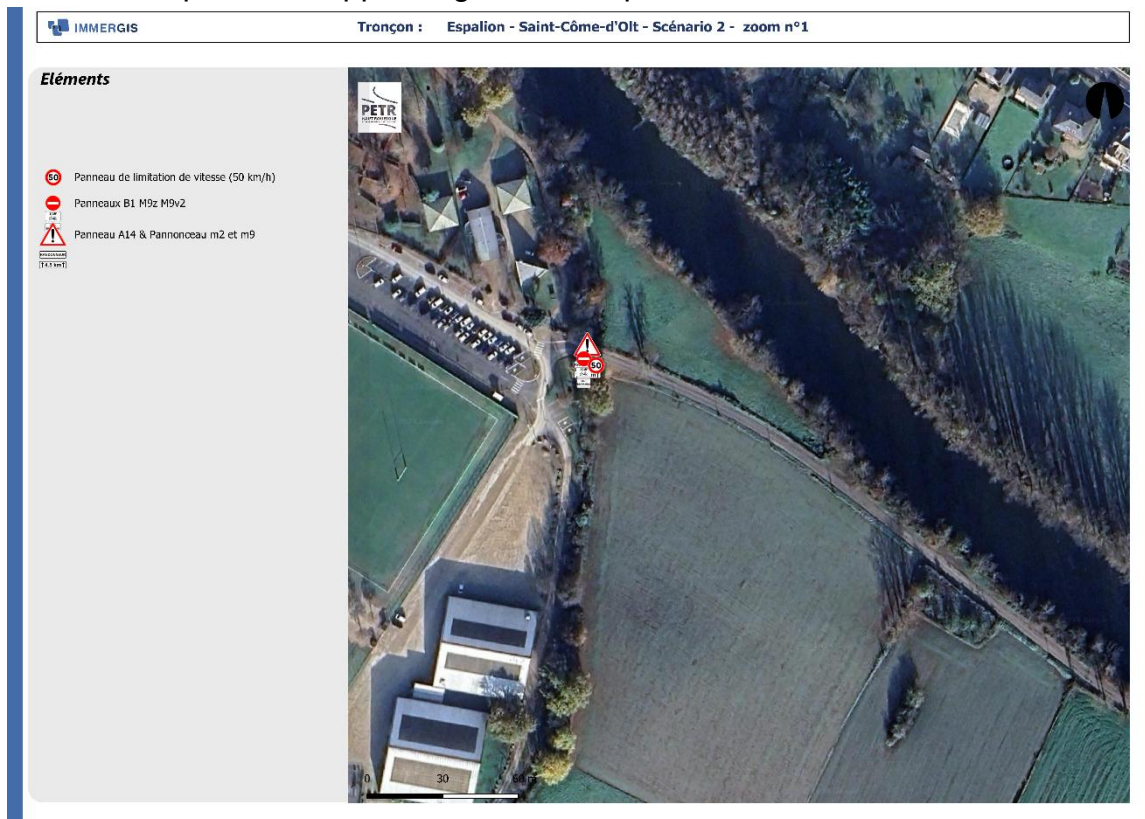 IMMERGIS
Tronçon : Espalion - Saint-Côme-d'Olt - Scénario 2 - zoom n°1
Eléments
PETR
50 Panneau de limitation de vitesse (50 km/h)
Panneaux B1 M9z M9v2
Panneau A14 & Pannonceau m2 et m9
50
0 30 60 m